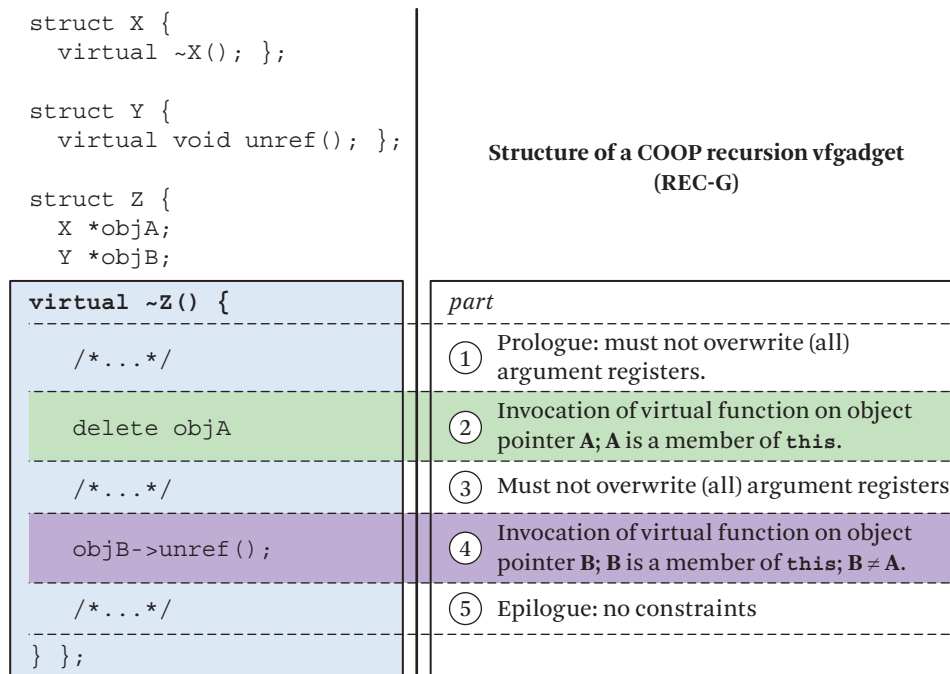 struct X {
virtual ~X(); };
struct Y {
virtual void unref(); };
struct Z {
X *objA;
Y *objB;
Structure of a COOP recursion vfgadget
(REC-G)
virtual ~Z() {
part
/*...*/
1 Prologue: must not overwrite (all)
argument registers.
delete objA
2 Invocation of virtual function on object
pointer A; A is a member of this.
/*...*/
3 Must not overwrite (all) argument registers
objB->unref();
4 Invocation of virtual function on object
pointer B; B is a member of this; B ≠ A.
/*...*/
5 Epilogue: no constraints
} };